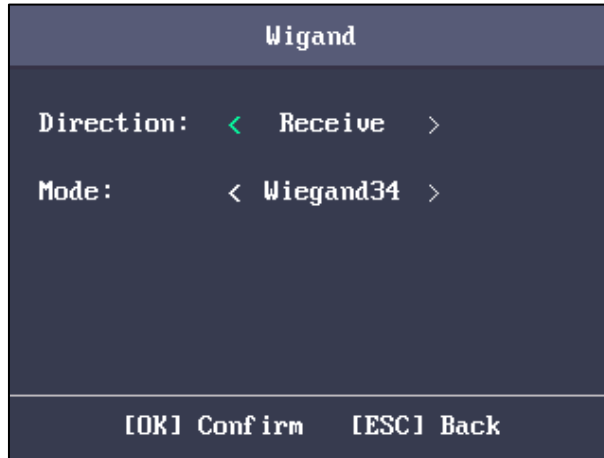 Wigand
Direction: < Receive >
Mode: < Wiegand34 >
[OK] Confirm [ESC] Back